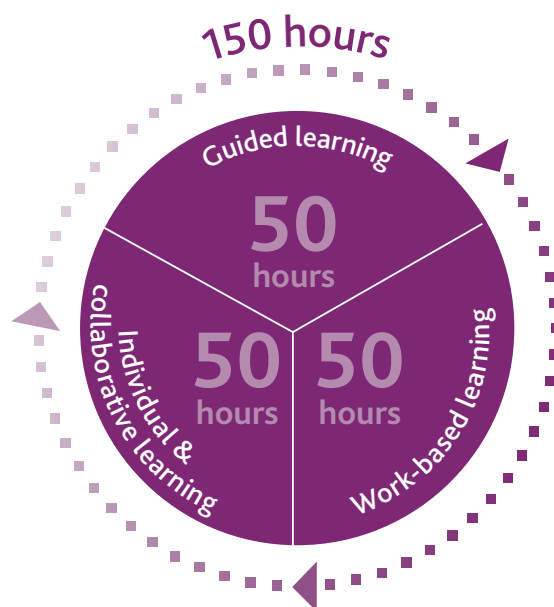 150 hours
Guided learning
50
hours
Individual &
collaborative learning
50
hours
50
hours
Work-based learning